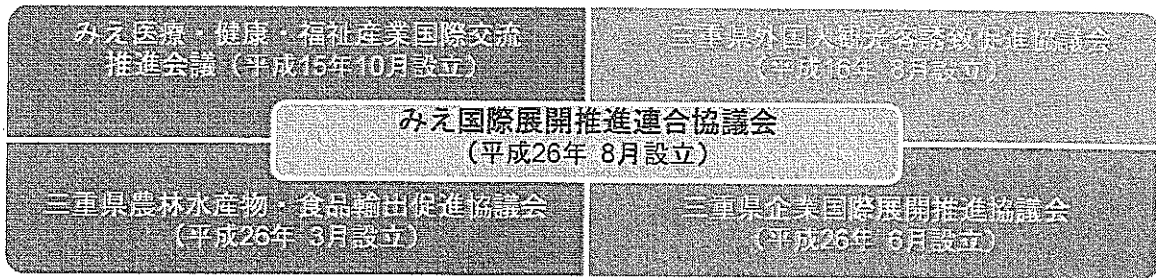 みえ医療・健康・福祉産業国際交流
推進会議（平成15年10月設立）
三重県外国人観光客誘致促進協議会
（平成16年 8月設立）
みえ国際展開推進連合協議会
（平成26年 8月設立）
三重県農林水産物・食品輸出促進協議会
（平成26年 3月設立）
三重県企業国際展開推進協議会
（平成26年 6月設立）